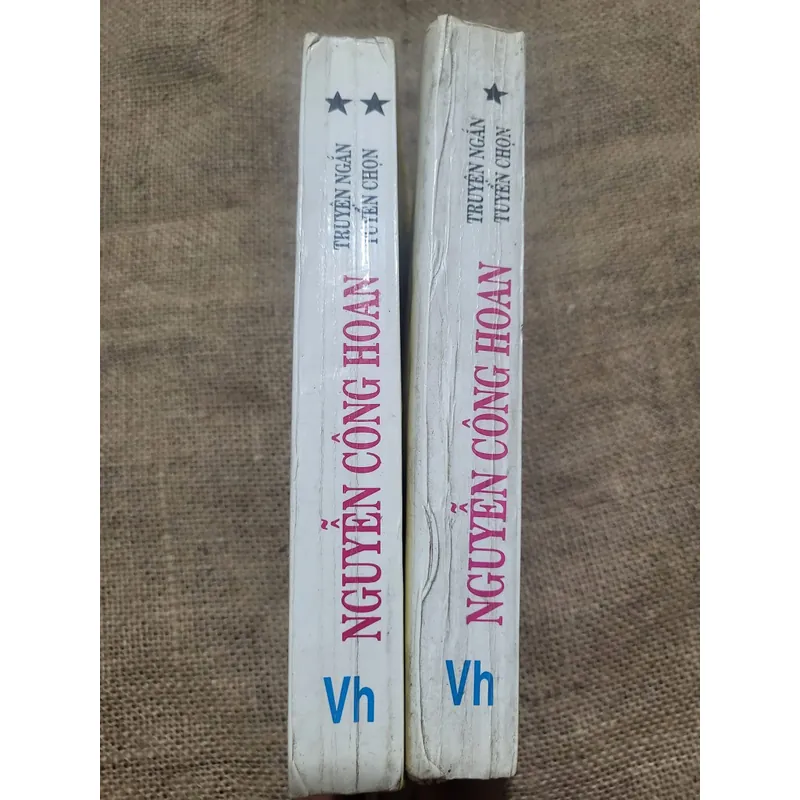 NGUYỄN CÔNG HOAN
TRUYỆN NGẮN
TUYỂN CHỌN
★ ★
Vh
NGUYỄN CÔNG HOAN
TRUYỆN NGẮN
TUYỂN CHỌN
★
Vh